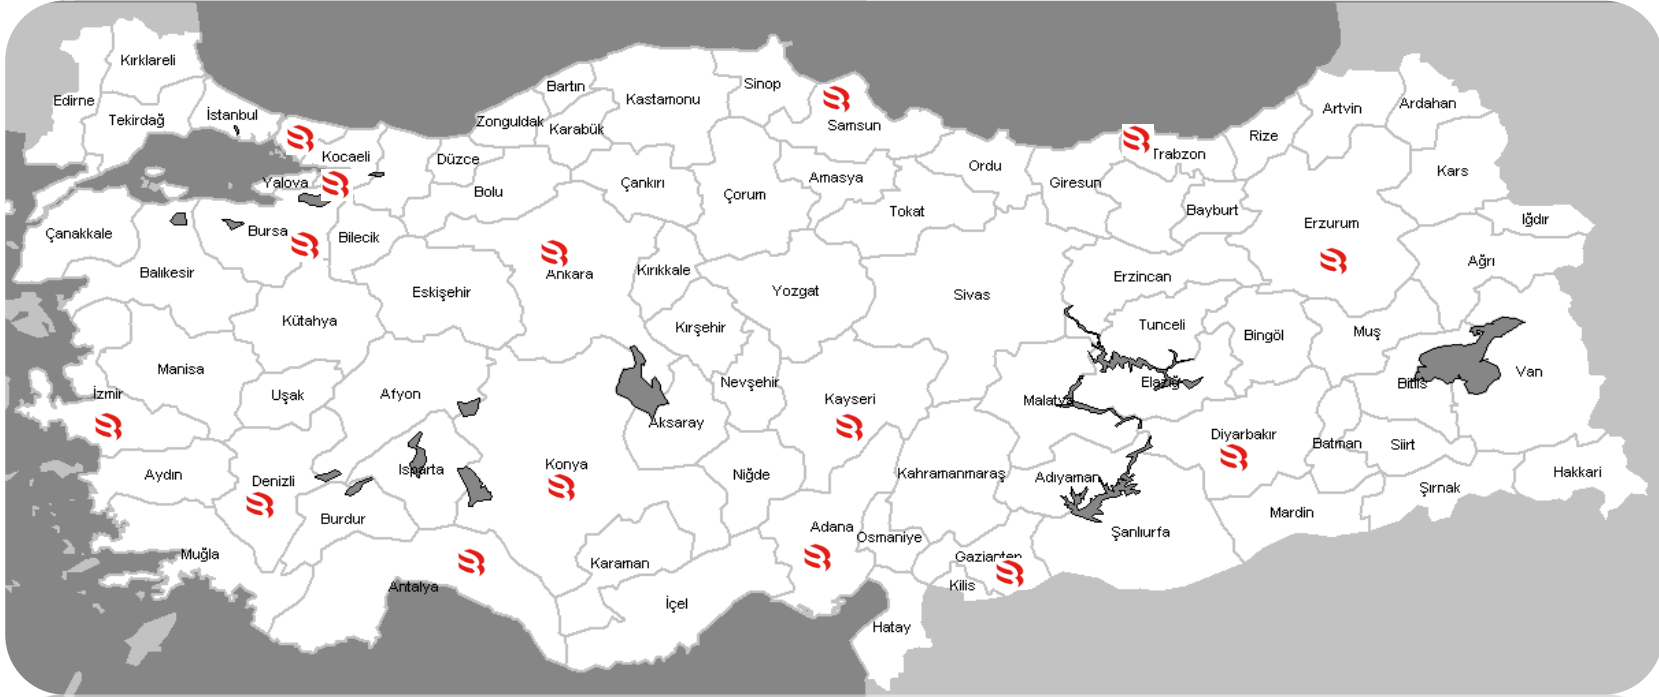 Kırklareli
Edirne
Tekirdağ
İstanbul
Kocaeli
Yalova
Düzce
Bolu
Zonguldak
Bartın
Karabük
Kastamonu
Sinop
Samsun
Çankırı
Çorum
Amasya
Tokat
Ordu
Giresun
Trabzon
Rize
Artvin
Ardahan
Kars
Bayburt
Erzurum
Iğdır
Ağrı
Çanakkale
Balıkesir
Bursa
Bilecik
Eskişehir
Ankara
Kırıkkale
Yozgat
Sivas
Erzincan
Kütahya
Kırşehir
Tunceli
Bingöl
Muş
Manisa
İzmir
Uşak
Afyon
Nevşehir
Aksaray
Kayseri
Malatya
Elazığ
Bitlis
Van
Aydın
Denizli
Isparta
Burdur
Konya
Niğde
Kahramanmaraş
Adıyaman
Diyarbakır
Batman
Siirt
Şırnak
Hakkari
Mardin
Şanlıurfa
Muğla
Antalya
Karaman
İçel
Adana
Osmaniye
Gaziantep
Kilis
Hatay